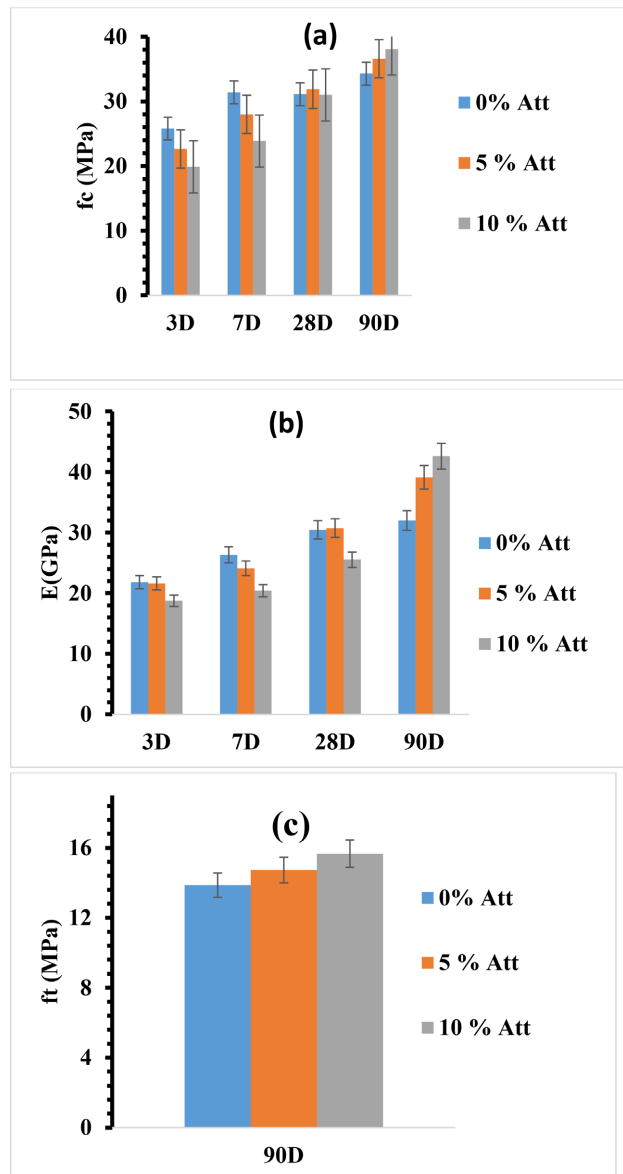 (a)
40
30
20
10
0
fc (MPa)
3D 7D 28D 90D
0% Att
5 % Att
10 % Att
(b)
50
40
30
20
10
0
E(GPa)
3D 7D 28D 90D
0% Att
5 % Att
10 % Att
(c)
16
12
8
4
0
ft (MPa)
90D
0% Att
5 % Att
10 % Att